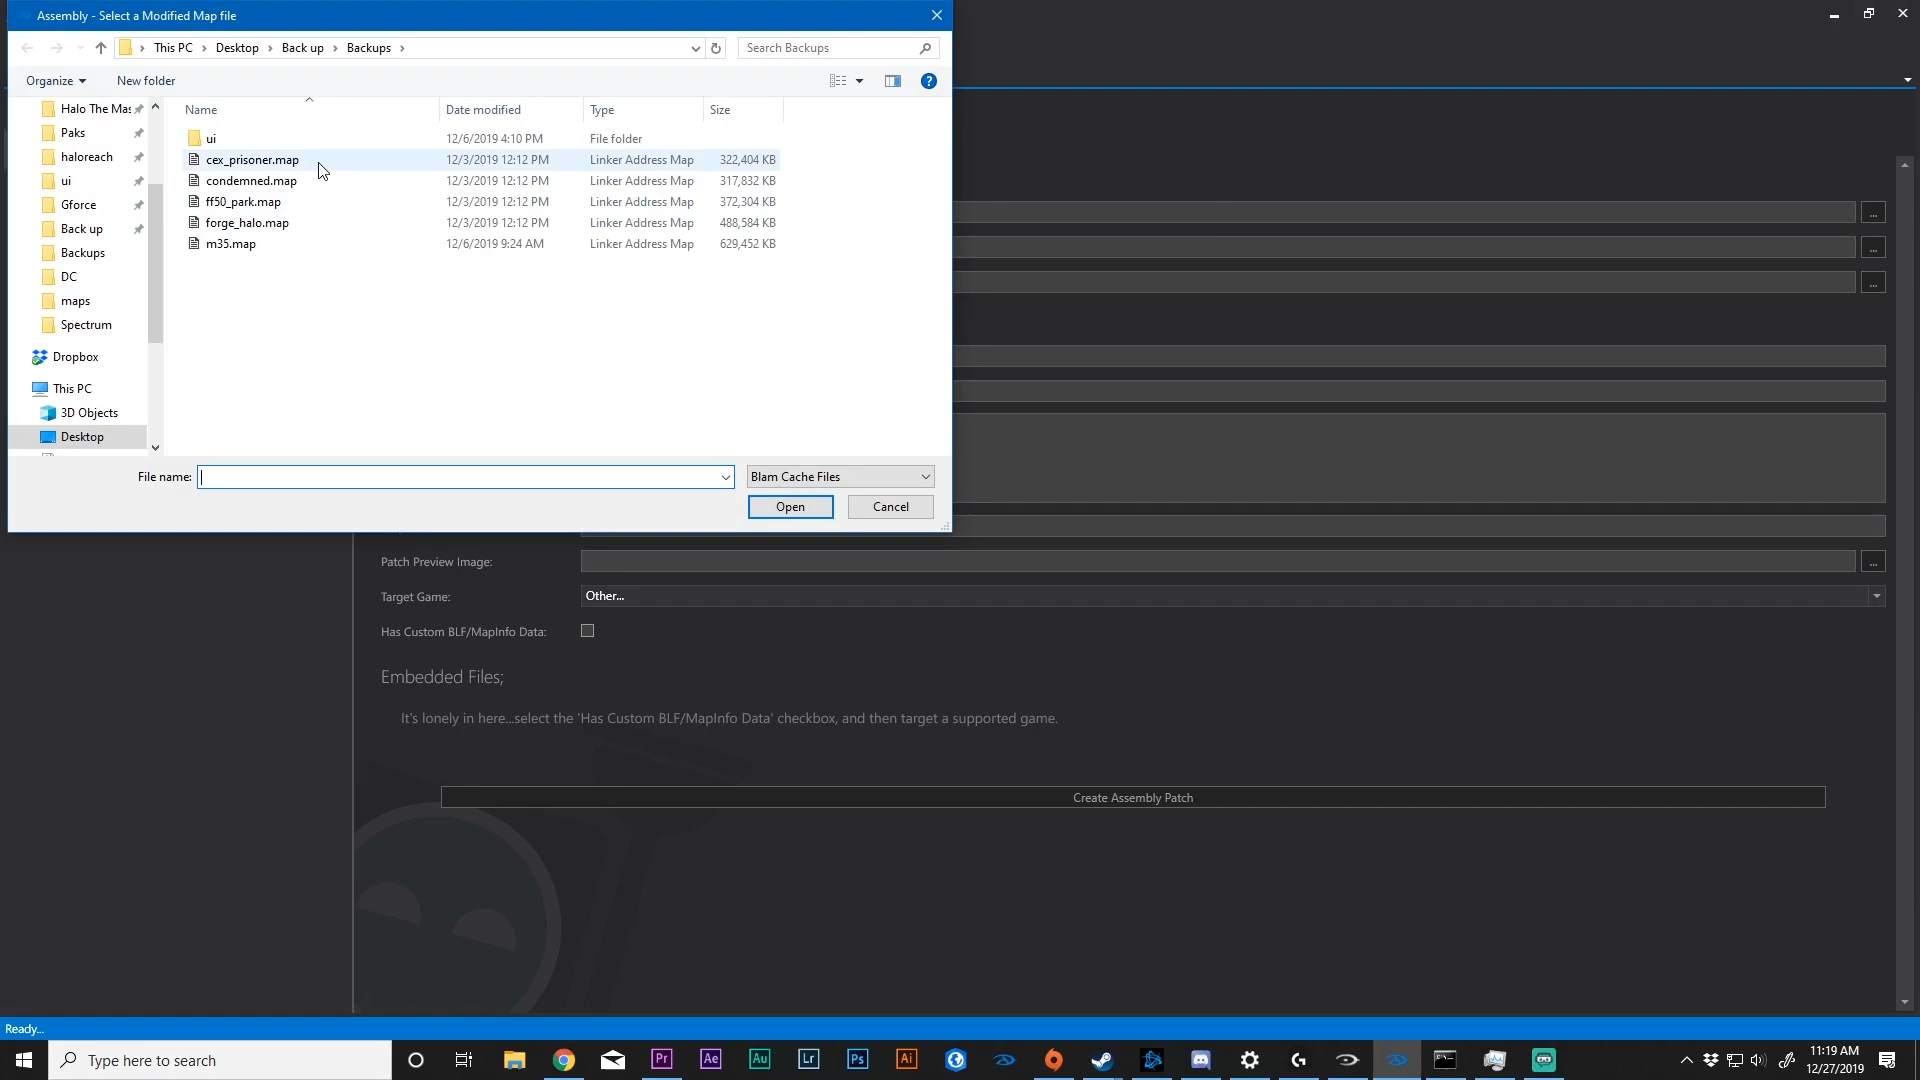 Assembly - Select a Modified Map file
This PC > Desktop > Back up > Backups >
Search Backups
Organize
New folder
Name
Date modified
Type
Size
Halo The Mas
Paks
haloreach
ui
Gforce
Back up
Backups
DC
maps
Spectrum
Dropbox
This PC
3D Objects
Desktop
ui 12/6/2019 4:10 PM File folder
cex_prisoner.map 12/3/2019 12:12 PM Linker Address Map 322,404 KB
condemned.map 12/3/2019 12:12 PM Linker Address Map 317,832 KB
ff50_park.map 12/3/2019 12:12 PM Linker Address Map 372,304 KB
forge_halo.map 12/3/2019 12:12 PM Linker Address Map 488,584 KB
m35.map 12/6/2019 9:24 AM Linker Address Map 629,452 KB
File name:
Blam Cache Files
Open
Cancel
...
...
...
Patch Preview Image:
...
Target Game:
Other...
Has Custom BLF/MapInfo Data:
Embedded Files;
It's lonely in here...select the 'Has Custom BLF/MapInfo Data' checkbox, and then target a supported game.
Create Assembly Patch
Ready...
Type here to search
Pr
Ae
Au
Lr
Ps
Ai
11:19 AM
12/27/2019